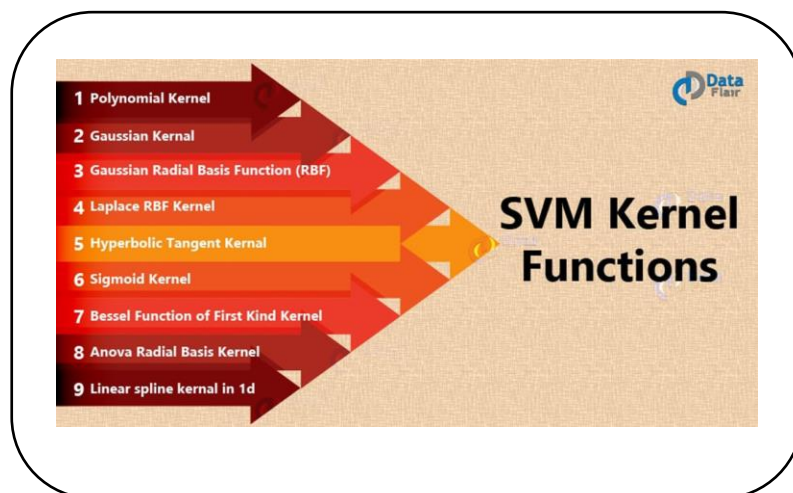 1 Polynomial Kernel
2 Gaussian Kernal
3 Gaussian Radial Basis Function (RBF)
4 Laplace RBF Kernel
5 Hyperbolic Tangent Kernal
6 Sigmoid Kernel
7 Bessel Function of First Kind Kernel
8 Anova Radial Basis Kernel
9 Linear spline kernal in 1d
Data
Flair
SVM Kernel
Functions